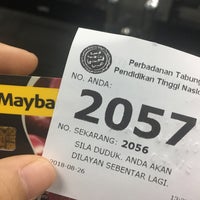 Perbadanan Tabung
Pendidikan Tinggi Nasio
NO. ANDA:
2057
NO. SEKARANG: 2056
SILA DUDUK. ANDA AKAN
DILAYAN SEBENTAR LAGI.
2018-08-26
Mayba